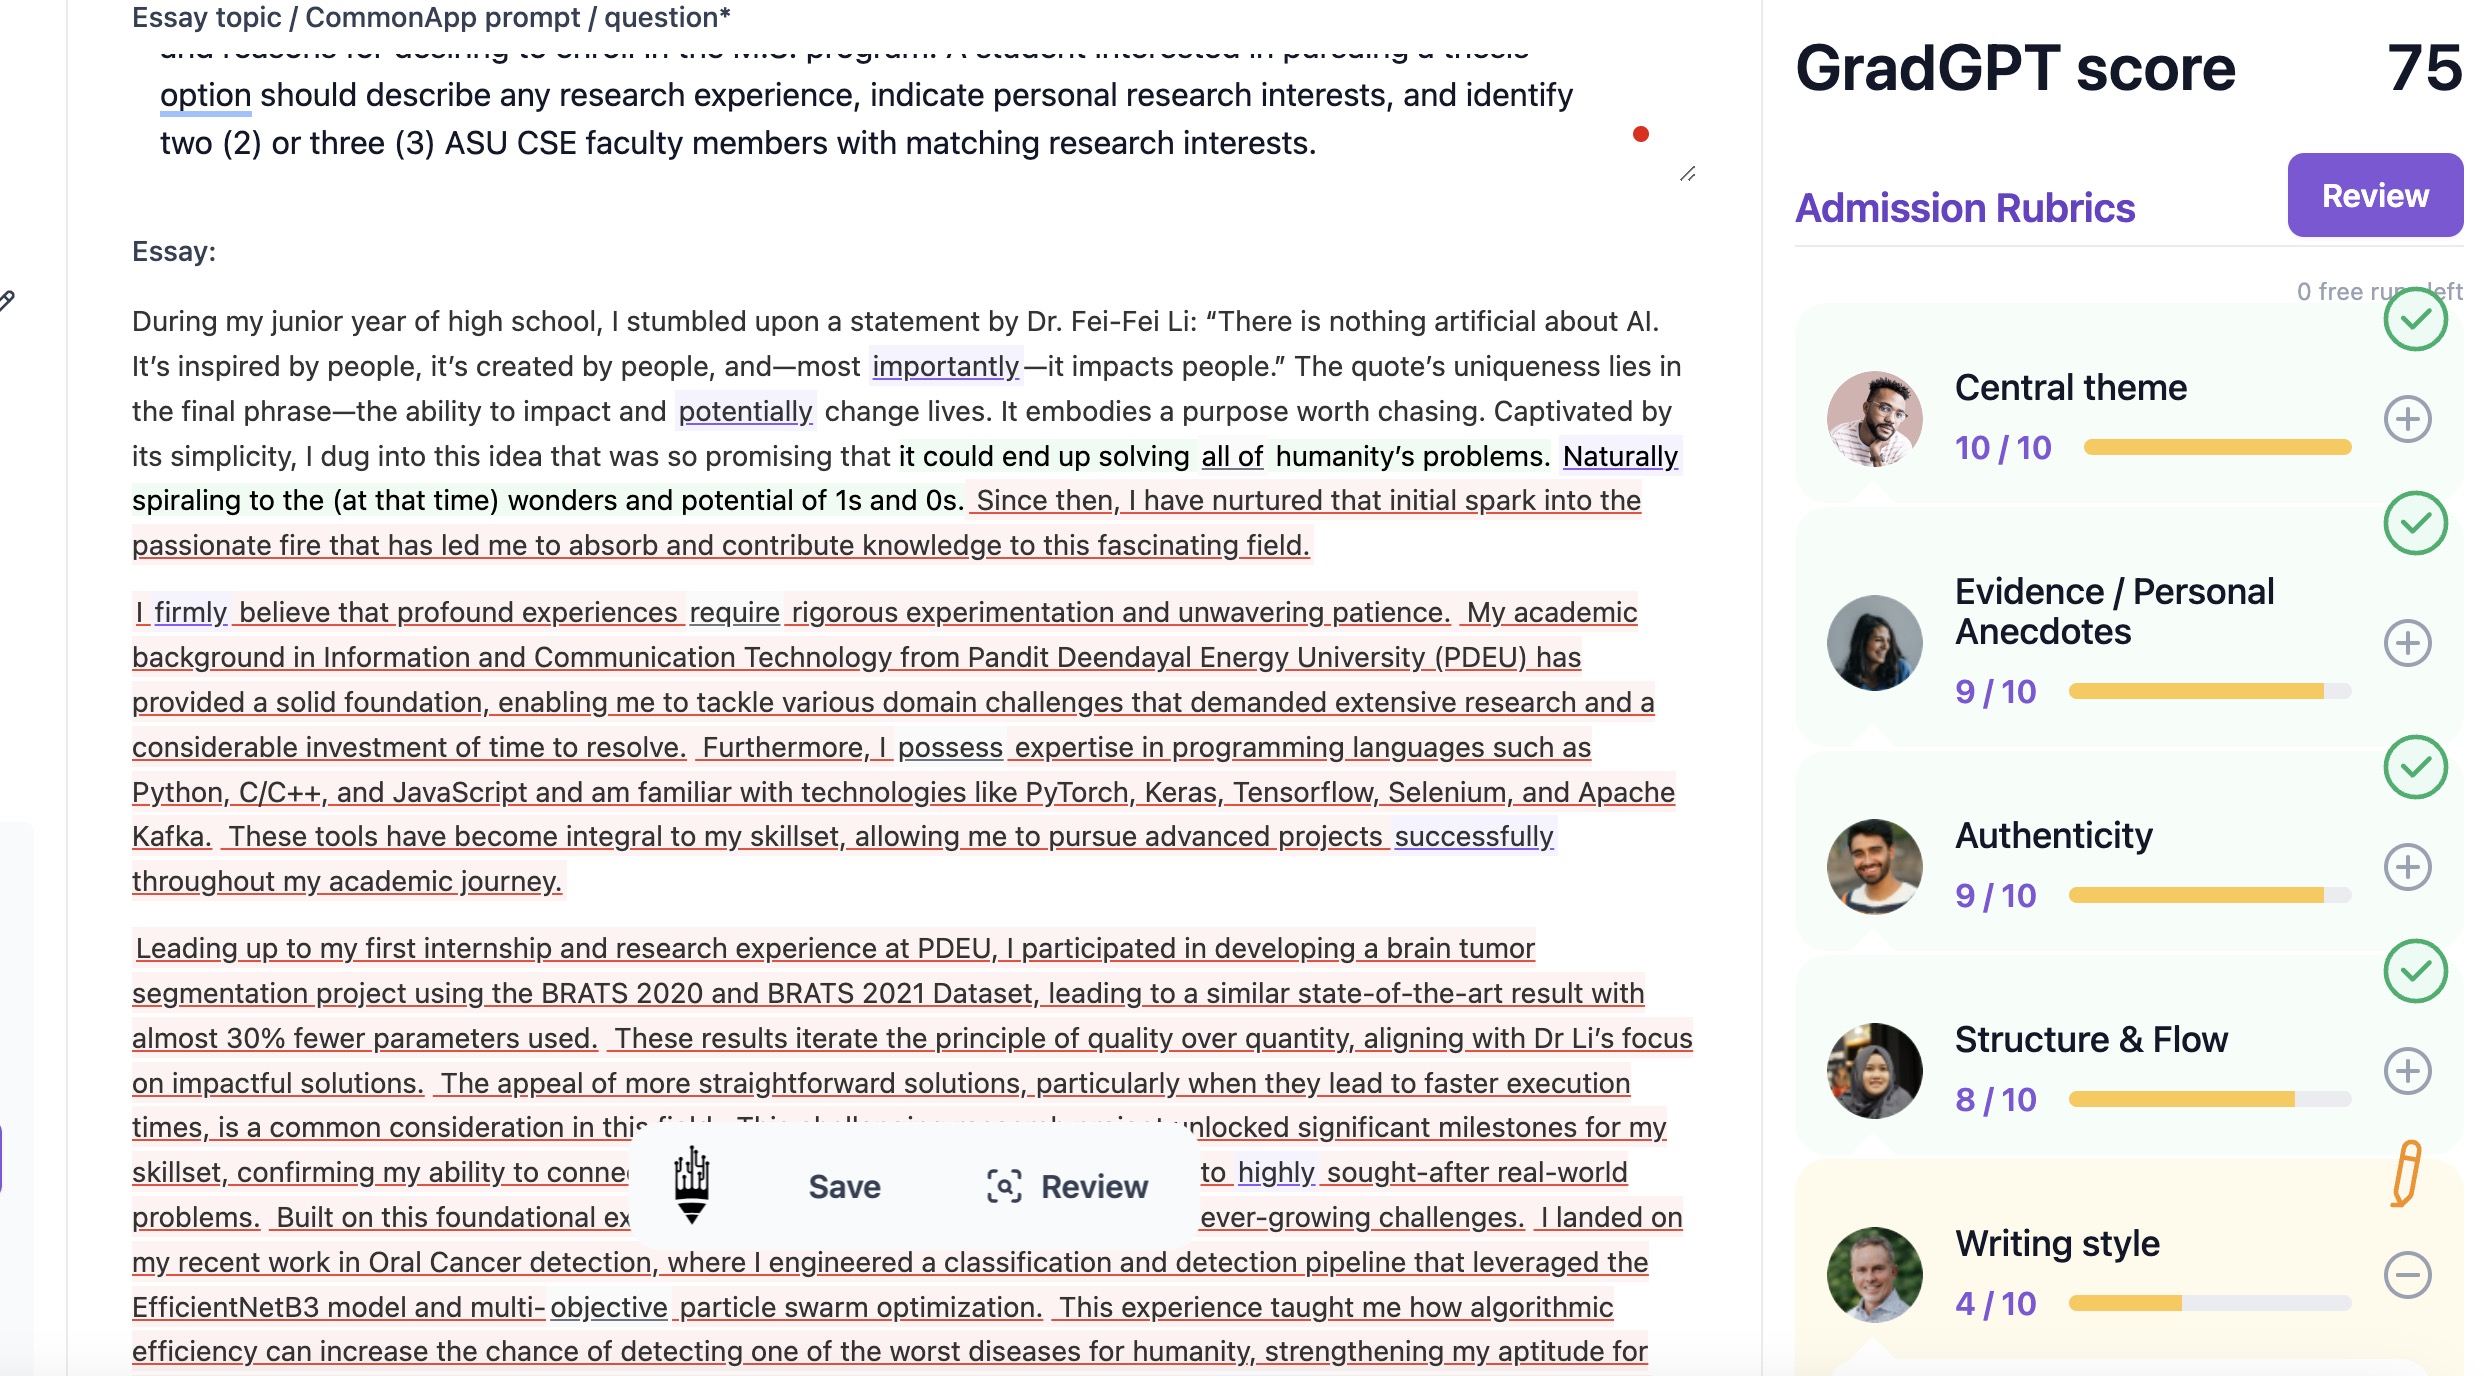 Essay topic / CommonApp prompt / question*
and reasons for desiring to enroll in the M.S. program. A student interested in pursuing a thesis
option should describe any research experience, indicate personal research interests, and identify
two (2) or three (3) ASU CSE faculty members with matching research interests.
Essay:
During my junior year of high school, I stumbled upon a statement by Dr. Fei-Fei Li: “There is nothing artificial about AI.
It’s inspired by people, it’s created by people, and—most importantly—it impacts people.” The quote’s uniqueness lies in
the final phrase—the ability to impact and potentially change lives. It embodies a purpose worth chasing. Captivated by
its simplicity, I dug into this idea that was so promising that it could end up solving all of humanity’s problems. Naturally
spiraling to the (at that time) wonders and potential of 1s and 0s. Since then, I have nurtured that initial spark into the
passionate fire that has led me to absorb and contribute knowledge to this fascinating field.
I firmly believe that profound experiences require rigorous experimentation and unwavering patience. My academic
background in Information and Communication Technology from Pandit Deendayal Energy University (PDEU) has
provided a solid foundation, enabling me to tackle various domain challenges that demanded extensive research and a
considerable investment of time to resolve. Furthermore, I possess expertise in programming languages such as
Python, C/C++, and JavaScript and am familiar with technologies like PyTorch, Keras, Tensorflow, Selenium, and Apache
Kafka. These tools have become integral to my skillset, allowing me to pursue advanced projects successfully
throughout my academic journey.
Leading up to my first internship and research experience at PDEU, I participated in developing a brain tumor
segmentation project using the BRATS 2020 and BRATS 2021 Dataset, leading to a similar state-of-the-art result with
almost 30% fewer parameters used. These results iterate the principle of quality over quantity, aligning with Dr Li’s focus
on impactful solutions. The appeal of more straightforward solutions, particularly when they lead to faster execution
times, is a common consideration in this field. This challenging research project unlocked significant milestones for my
skillset, confirming my ability to to highly sought-after real-world
problems. Built on this foundational ever-growing challenges. I landed on
my recent work in Oral Cancer detection, where I engineered a classification and detection pipeline that leveraged the
EfficientNetB3 model and multi-objective particle swarm optimization. This experience taught me how algorithmic
efficiency can increase the chance of detecting one of the worst diseases for humanity, strengthening my aptitude for
Save
Review
GradGPT score 75
Admission Rubrics
Review
0 free runs left
Central theme
10 / 10
Evidence / Personal
Anecdotes
9 / 10
Authenticity
9 / 10
Structure & Flow
8 / 10
Writing style
4 / 10